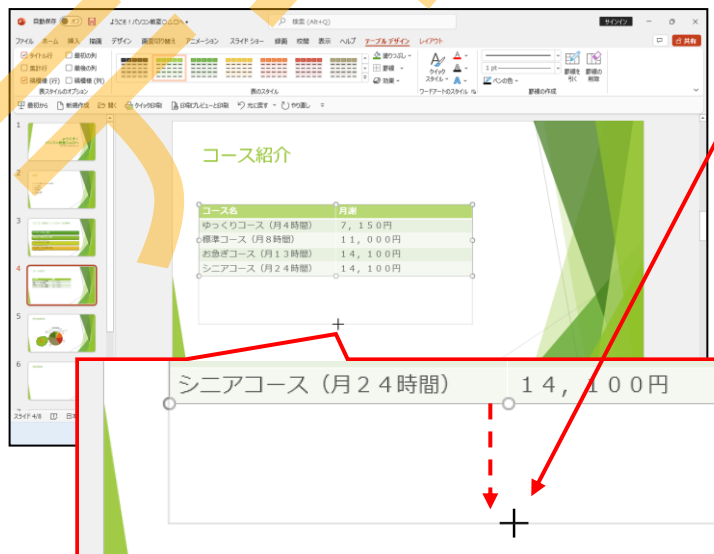 自動保存 オフ ようこそ!パソコン教室○△□へ• 検索 (Alt+Q) サインイン
ファイル ホーム 挿入 描画 デザイン 画面切り替え アニメーション スライド ショー 録画 校閲 表示 ヘルプ テーブル デザイン レイアウト 共有
タイトル行 最初の列
集計行 最後の列
縞模様 (行) 縞模様 (列)
塗りつぶし
罫線
効果
クイック
スタイル
1 pt
ペンの色
罫線を
引く
罫線の
削除
表スタイルのオプション 表のスタイル ワードアートのスタイル 罫線の作成
最初から 新規作成 開く クイック印刷 印刷プレビューと印刷 元に戻す やり直し
1
2
3
4
5
6
コース紹介
コース名 月謝
ゆっくりコース（月4時間） 7，150円
標準コース（月8時間） 11，000円
お急ぎコース（月13時間） 14，100円
シニアコース（月24時間） 14，100円
スライド 4/8 日本
シニアコース（月24時間） 14，100円